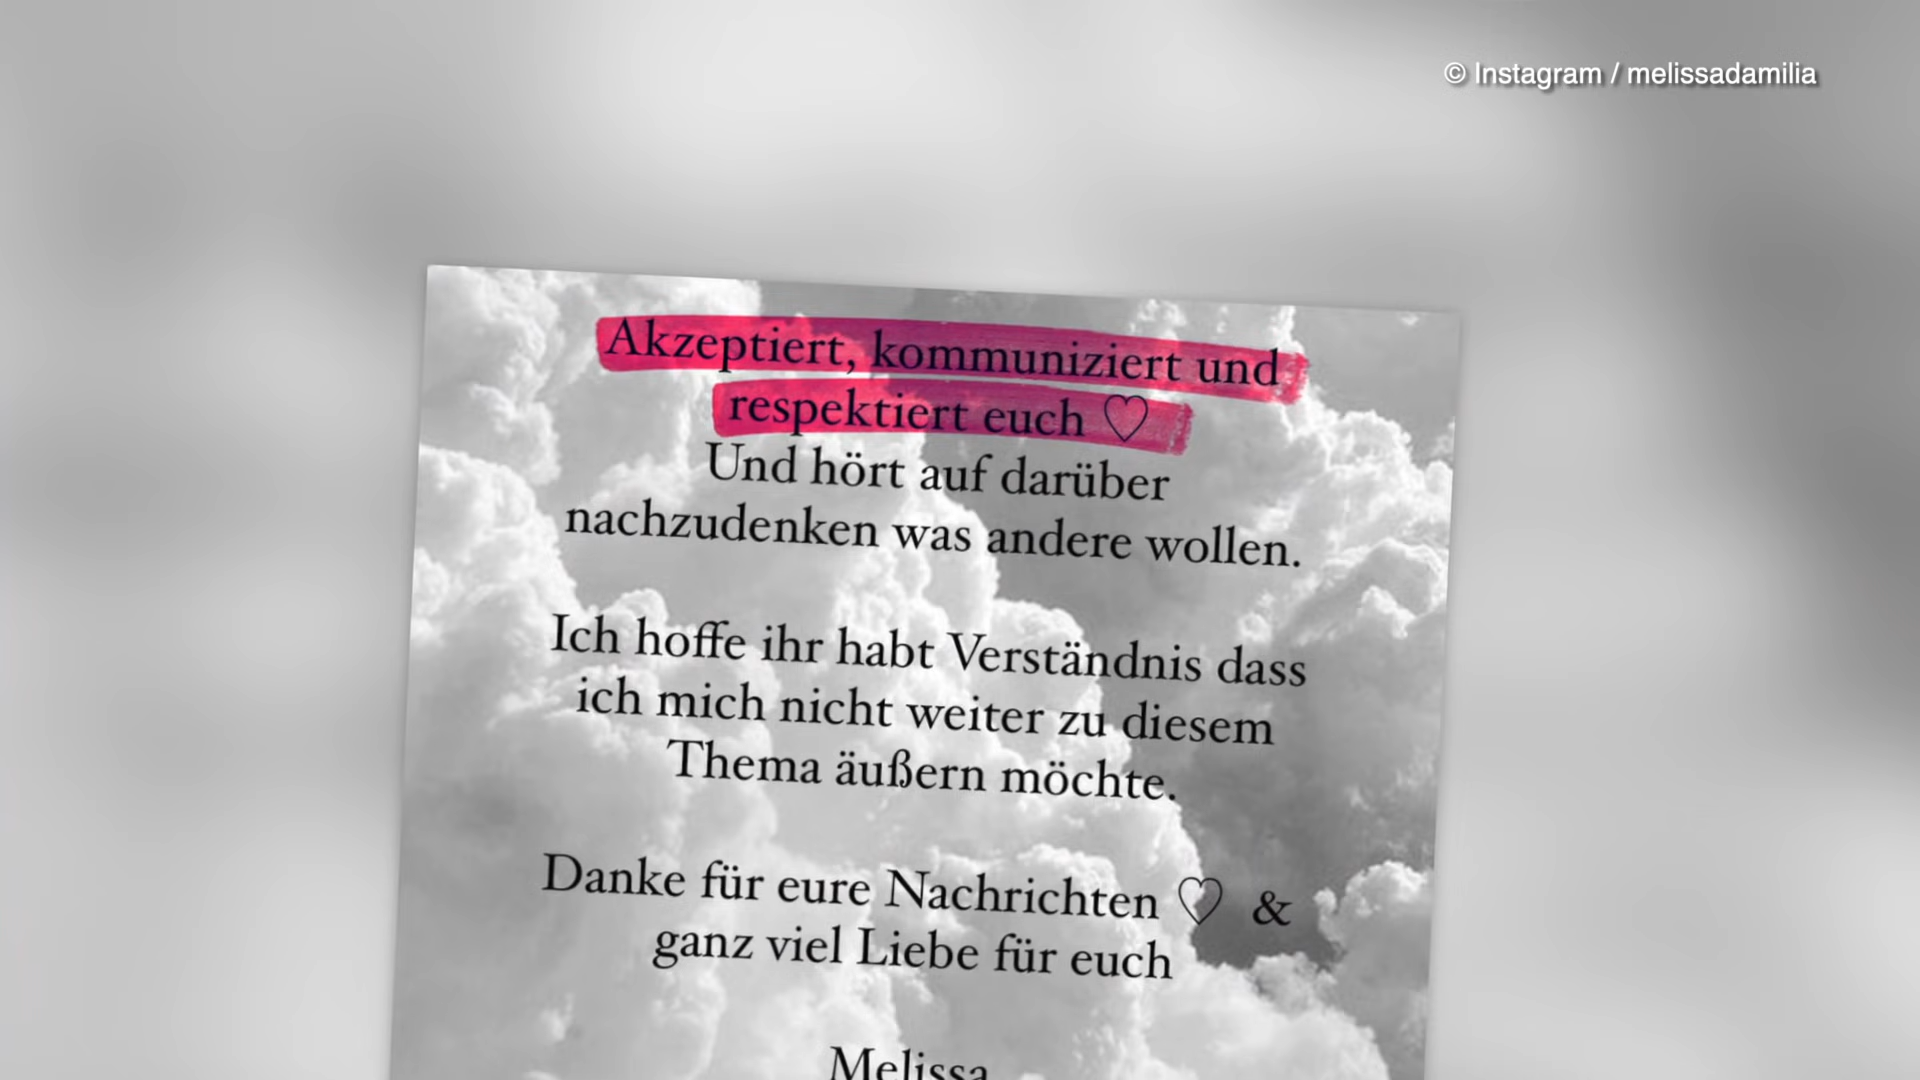 © Instagram / melissadamilia
Akzeptiert, kommuniziert und
respektiert euch ♡
Und hört auf darüber
nachzudenken was andere wollen.
Ich hoffe ihr habt Verständnis dass
ich mich nicht weiter zu diesem
Thema äußern möchte.
Danke für eure Nachrichten ♡ &
ganz viel Liebe für euch
Melissa